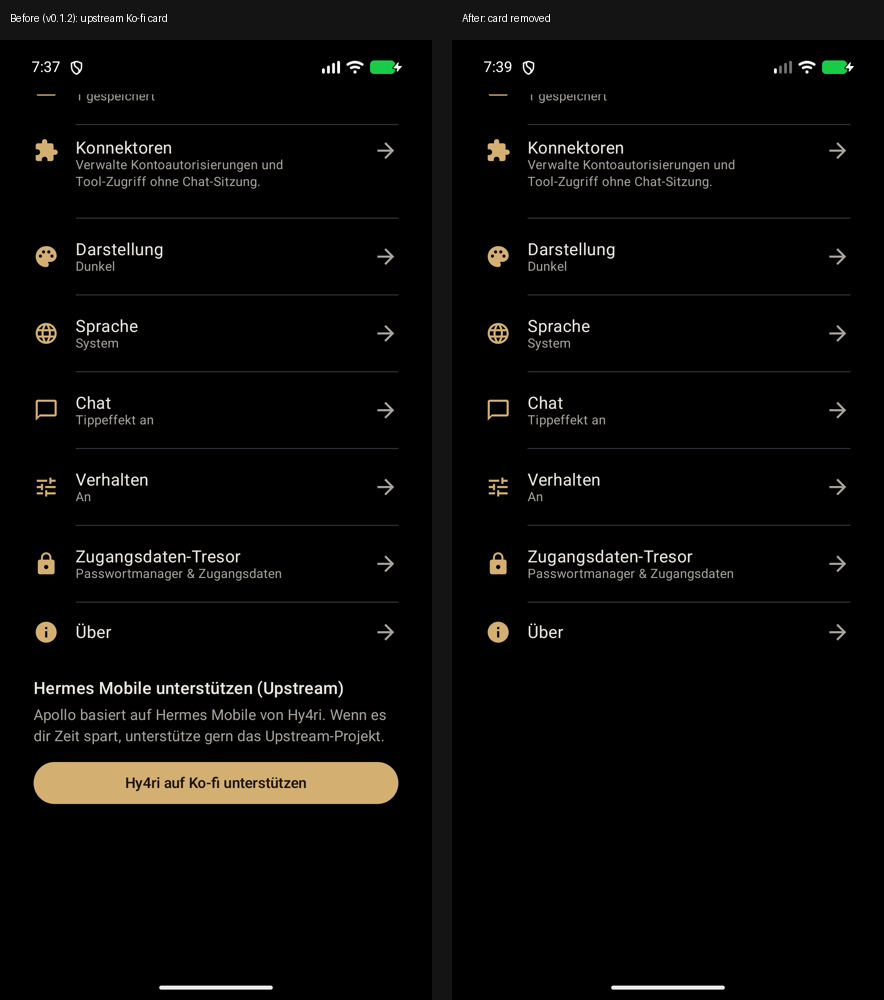 Before (v0.1.2): upstream Ko-fi card
7:37
1 gespeichert
Konnektoren
Verwalte Kontoautorisierungen und
Tool-Zugriff ohne Chat-Sitzung.
Darstellung
Dunkel
Sprache
System
Chat
Tippeffekt an
Verhalten
An
Zugangsdaten-Tresor
Passwortmanager & Zugangsdaten
Über
Hermes Mobile unterstützen (Upstream)
Apollo basiert auf Hermes Mobile von Hy4ri. Wenn es
dir Zeit spart, unterstütze gern das Upstream-Projekt.
Hy4ri auf Ko-fi unterstützen
After: card removed
7:39
1 gespeichert
Konnektoren
Verwalte Kontoautorisierungen und
Tool-Zugriff ohne Chat-Sitzung.
Darstellung
Dunkel
Sprache
System
Chat
Tippeffekt an
Verhalten
An
Zugangsdaten-Tresor
Passwortmanager & Zugangsdaten
Über